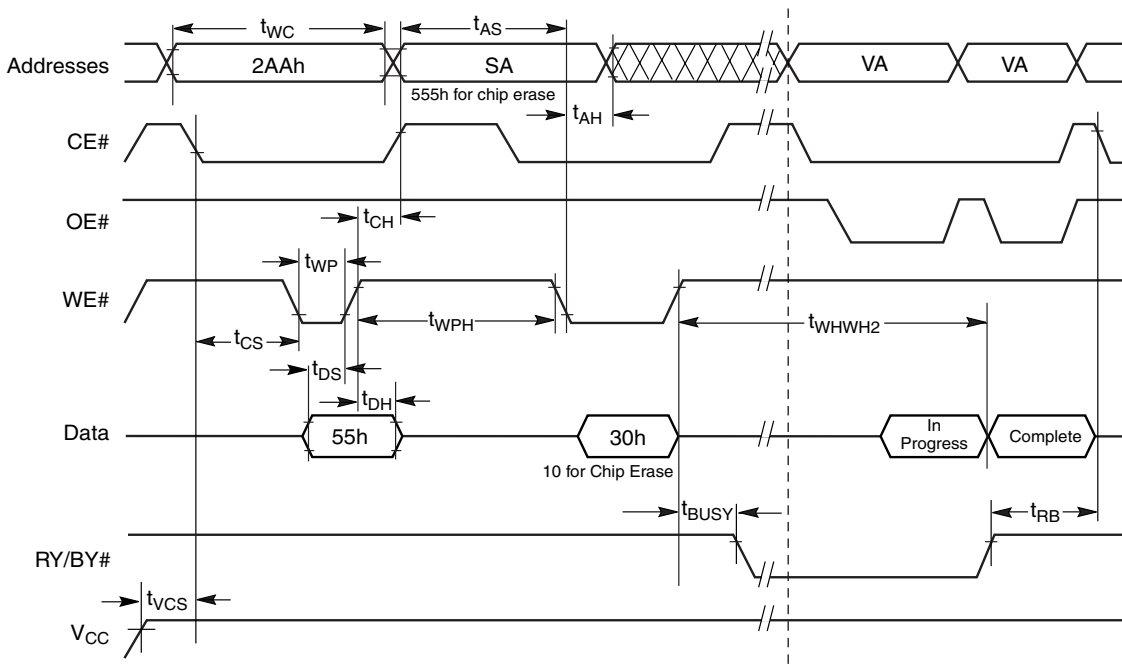 tWC
tAS
Addresses
2AAh
SA
VA
VA
555h for chip erase
tAH
CE#
OE#
tCH
tWP
WE#
tWPH
tWHWH2
tCS
tDS
tDH
Data
55h
30h
In
Progress
Complete
10 for Chip Erase
tBUSY
tRB
RY/BY#
tVCS
VCC